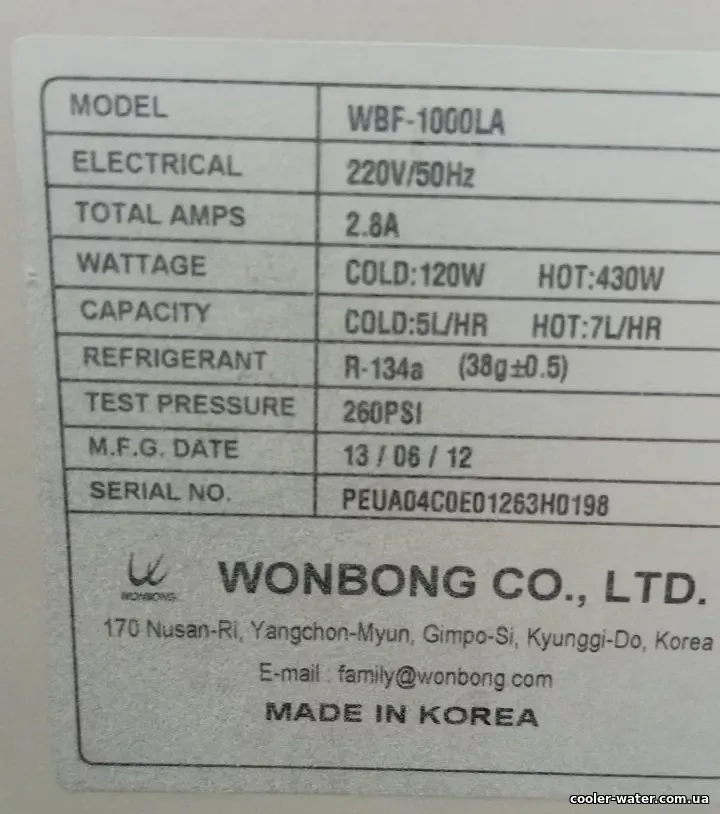 MODEL WBF-1000LA
ELECTRICAL 220V/50Hz
TOTAL AMPS 2.8A
WATTAGE COLD:120W HOT:430W
CAPACITY COLD:5L/HR HOT:7L/HR
REFRIGERANT R-134a (38g±0.5)
TEST PRESSURE 260PSI
M.F.G. DATE 13 / 06 / 12
SERIAL NO. PEUA04C0E01263H0198
WONBONG
WONBONG CO., LTD.
170 Nusan-Ri, Yangchon-Myun, Gimpo-Si, Kyunggi-Do, Korea
E-mail : family@wonbong.com
MADE IN KOREA
cooler-water.com.ua